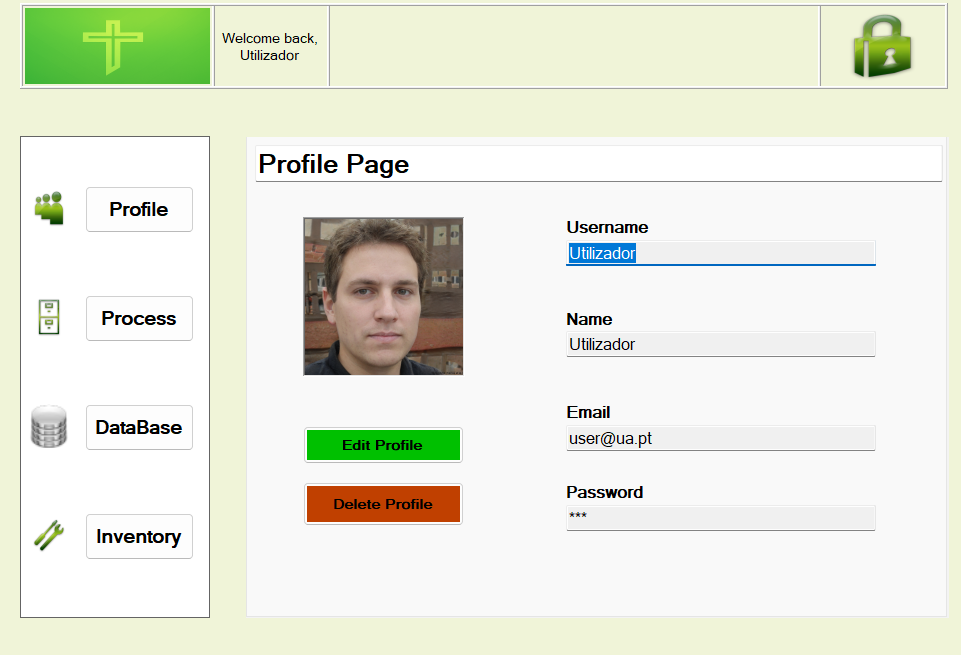 Welcome back,
Utilizador
Profile
Process
DataBase
Inventory
Profile Page
Edit Profile
Delete Profile
Username
Utilizador
Name
Utilizador
Email
user@ua.pt
Password
***